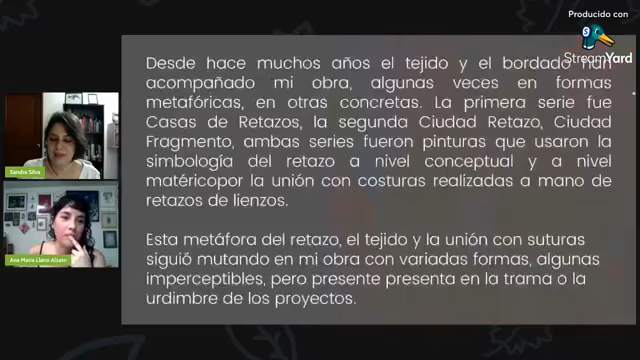 Producido con
StreamYard
Desde hace muchos años el tejido y el bordado han
acompañado mi obra, algunas veces en formas
metafóricas, en otras concretas. La primera serie fue
Casas de Retazos, la segunda Ciudad Retazo, Ciudad
Fragmento, ambas series fueron pinturas que usaron la
simbología del retazo a nivel conceptual y a nivel
matéricopor la unión con costuras realizadas a mano de
retazos de lienzos.
Esta metáfora del retazo, el tejido y la unión con suturas
siguió mutando en mi obra con variadas formas, algunas
imperceptibles, pero presente presenta en la trama o la
urdimbre de los proyectos.
Sandra Silva
Ana María Llano Alzate